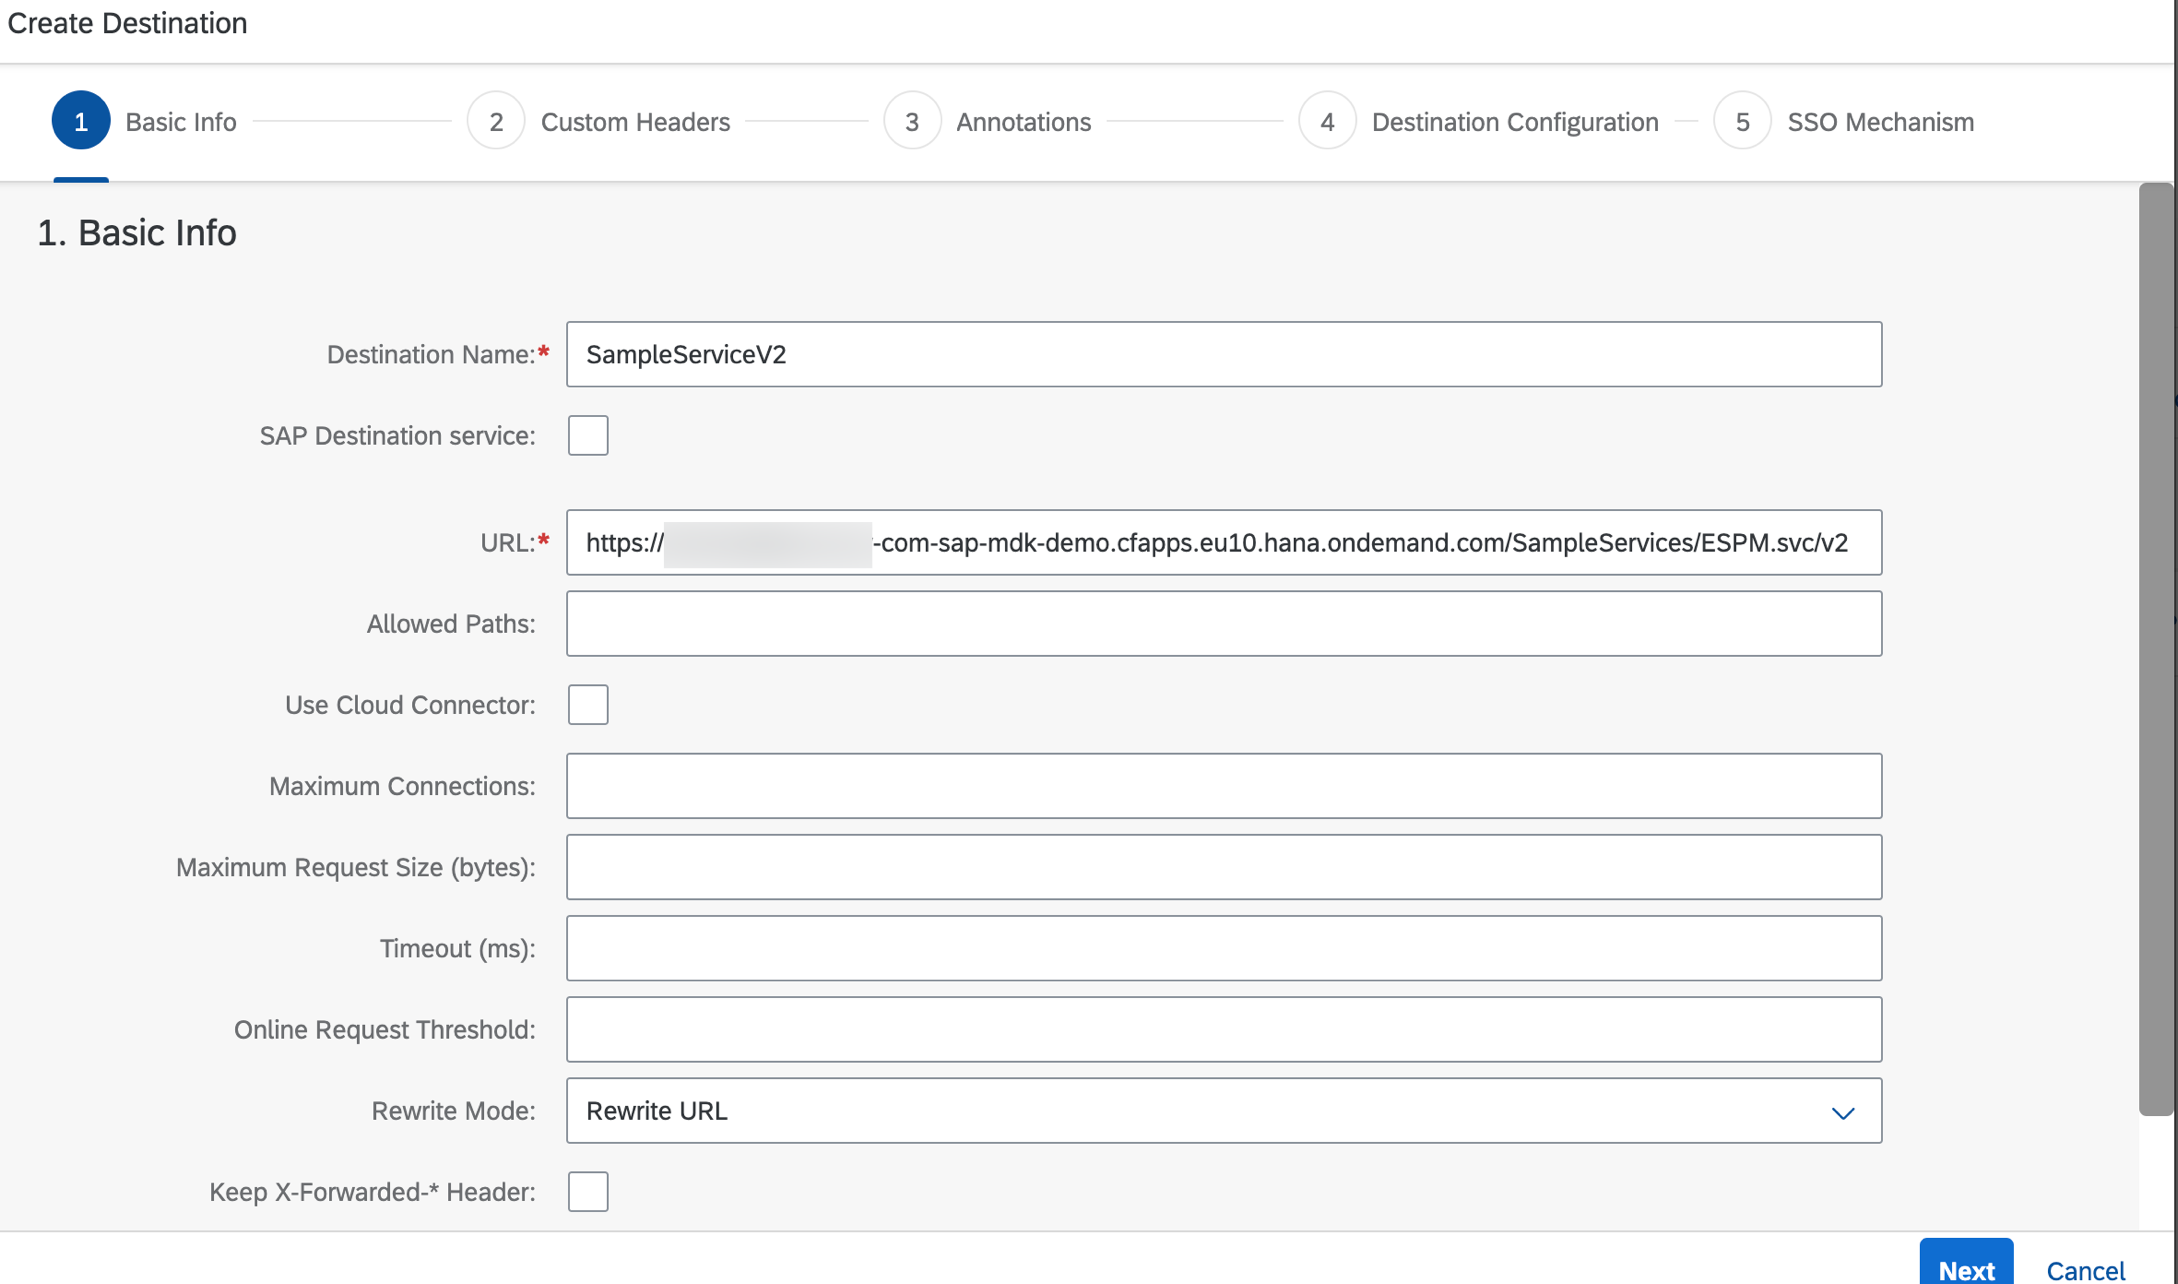 Create Destination
1 Basic Info 2 Custom Headers 3 Annotations 4 Destination Configuration 5 SSO Mechanism
1. Basic Info
Destination Name:* SampleServiceV2
SAP Destination service:
URL:* https:// -com-sap-mdk-demo.cfapps.eu10.hana.ondemand.com/SampleServices/ESPM.svc/v2
Allowed Paths:
Use Cloud Connector:
Maximum Connections:
Maximum Request Size (bytes):
Timeout (ms):
Online Request Threshold:
Rewrite Mode: Rewrite URL
Keep X-Forwarded-* Header:
Next Cancel